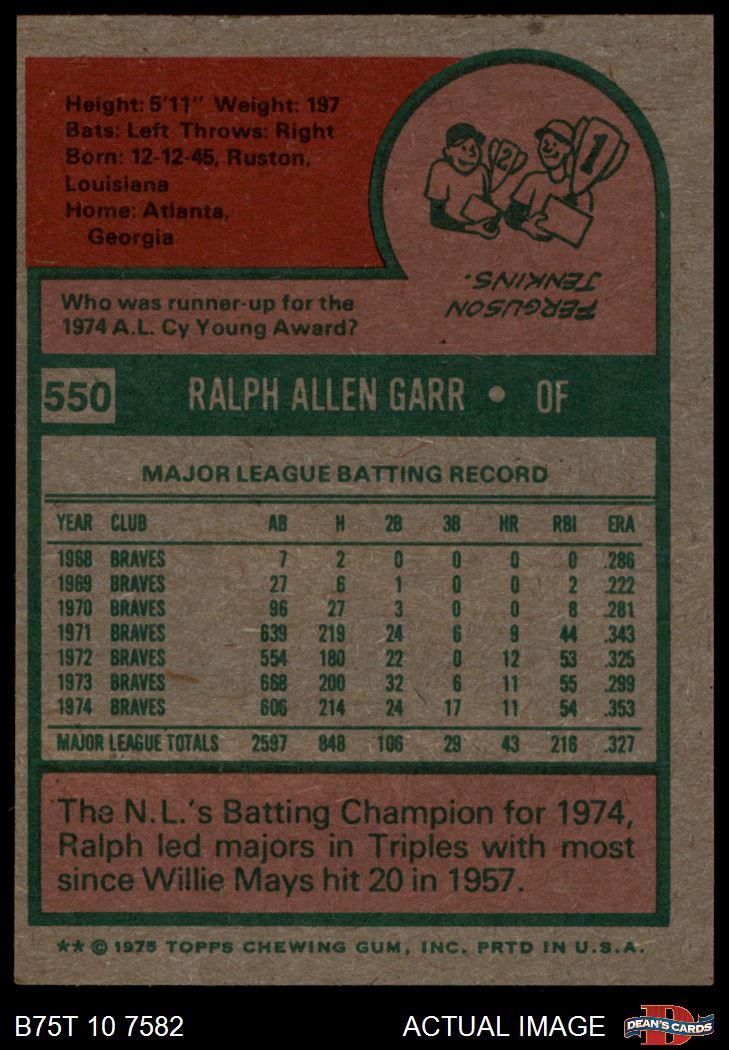 Height: 5'11" Weight: 197
Bats: Left Throws: Right
Born: 12-12-45, Ruston,
Louisiana
Home: Atlanta,
Georgia
2 1
FERGUSON
JENKINS.
Who was runner-up for the
1974 A.L. Cy Young Award?
550 RALPH ALLEN GARR • OF
MAJOR LEAGUE BATTING RECORD
YEAR CLUB AB H 2B 3B HR RBI ERA
1968 BRAVES 7 2 0 0 0 0 .286
1969 BRAVES 27 6 1 0 0 2 .222
1970 BRAVES 96 27 3 0 0 8 .281
1971 BRAVES 639 219 24 6 9 44 .343
1972 BRAVES 554 180 22 0 12 53 .325
1973 BRAVES 668 200 32 6 11 55 .299
1974 BRAVES 606 214 24 17 11 54 .353
MAJOR LEAGUE TOTALS 2597 848 106 29 43 216 .327
The N.L.'s Batting Champion for 1974,
Ralph led majors in Triples with most
since Willie Mays hit 20 in 1957.
** © 1975 TOPPS CHEWING GUM, INC. PRTD IN U.S.A.
B75T 10 7582 ACTUAL IMAGE D DEAN'S CARDS